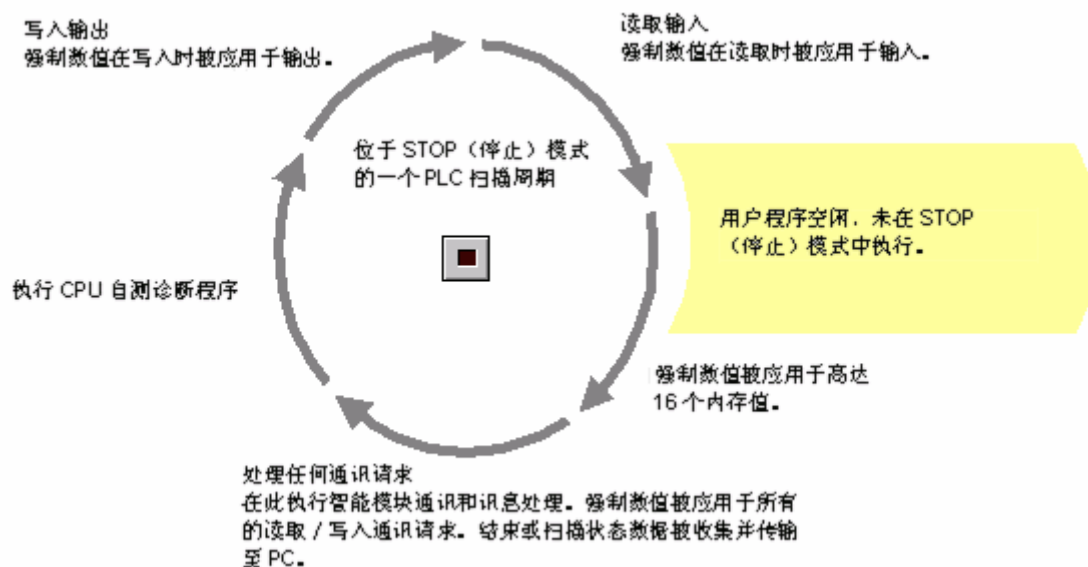 写入输出
强制数值在写入时被应用于输出。
读取输入
强制数值在读取时被应用于输入。
位于 STOP（停止）模式
的一个 PLC 扫描周期
用户程序空闲，未在 STOP
（停止）模式中执行。
执行 CPU 自测诊断程序
强制数值被应用于高达
16 个内存值。
处理任何通讯请求
在此执行智能模块通讯和讯息处理。强制数值被应用于所有
的读取 / 写入通讯请求。结束或扫描状态数据被收集并传输
至 PC。